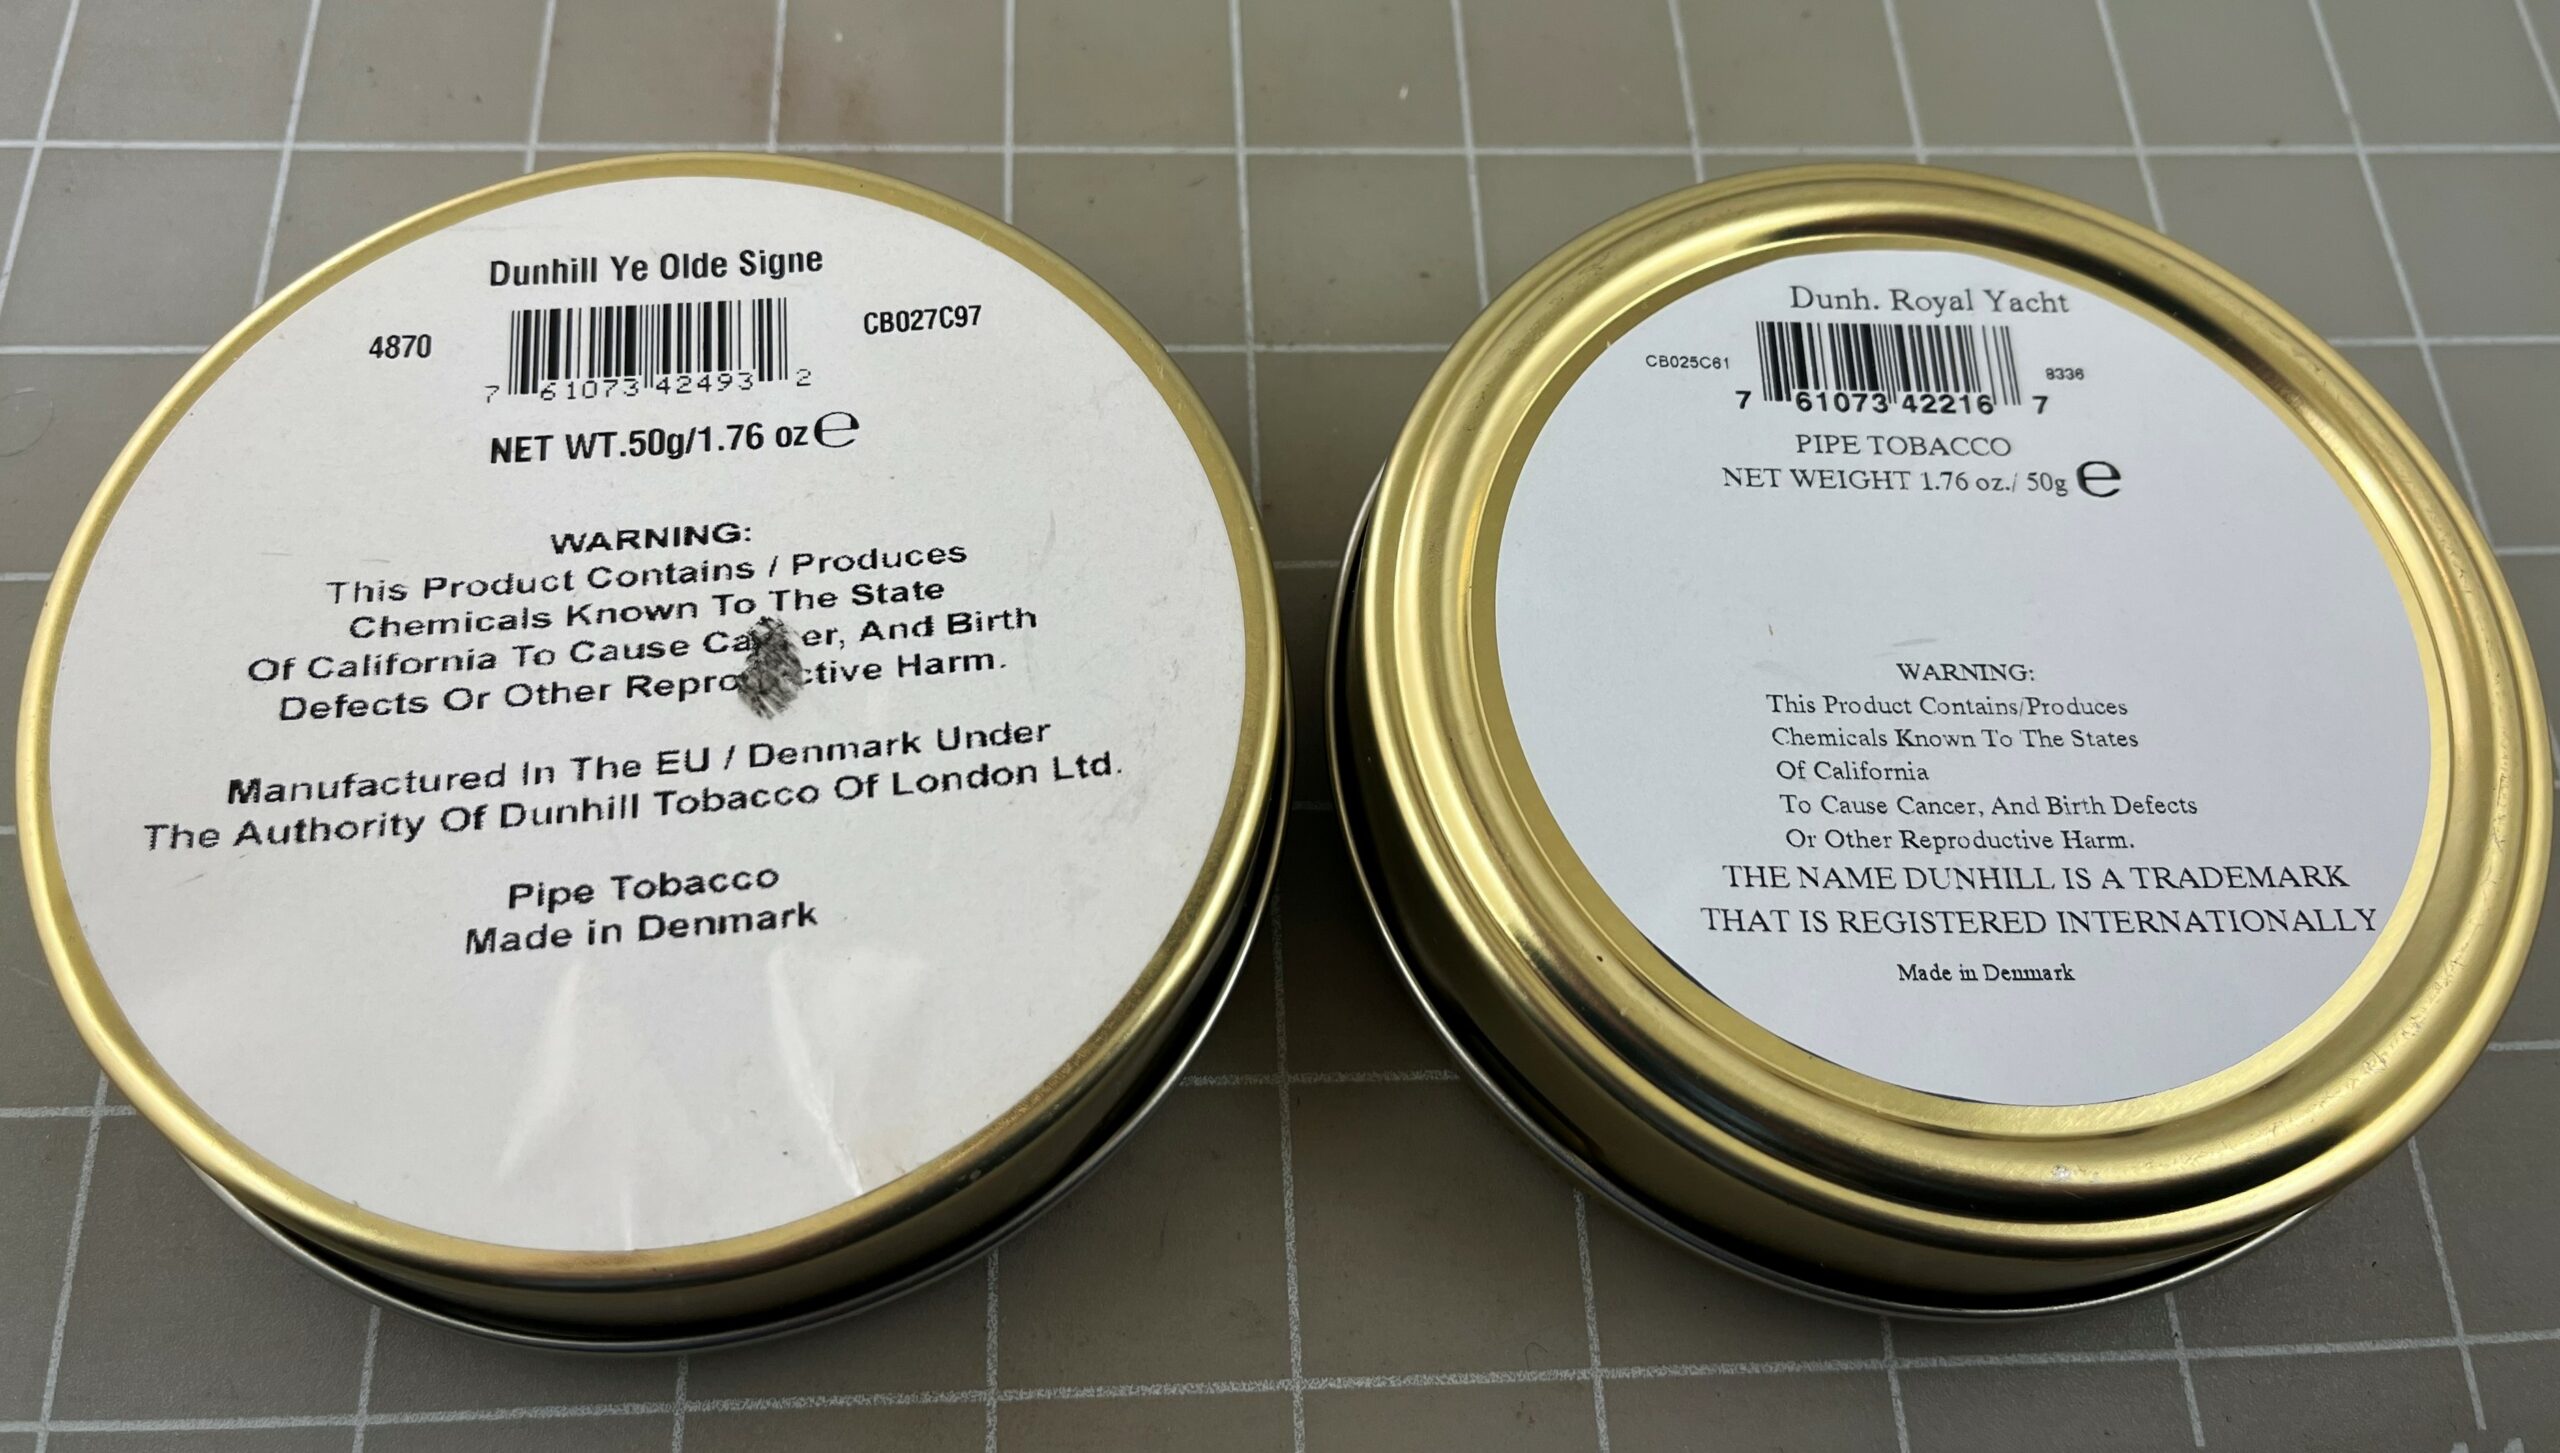 Dunhill Ye Olde Signe
4870
CB027C97
7 61073 42493 2
NET WT.50g/1.76 oz ℮
WARNING:
This Product Contains / Produces
Chemicals Known To The State
Of California To Cause Ca er, And Birth
Defects Or Other Repro ctive Harm.
Manufactured In The EU / Denmark Under
The Authority Of Dunhill Tobacco Of London Ltd.
Pipe Tobacco
Made in Denmark
Dunh. Royal Yacht
CB025C61
8336
7 61073 42216 7
PIPE TOBACCO
NET WEIGHT 1.76 oz./ 50g ℮
WARNING:
This Product Contains/Produces
Chemicals Known To The States
Of California
To Cause Cancer, And Birth Defects
Or Other Reproductive Harm.
THE NAME DUNHILL IS A TRADEMARK
THAT IS REGISTERED INTERNATIONALLY
Made in Denmark